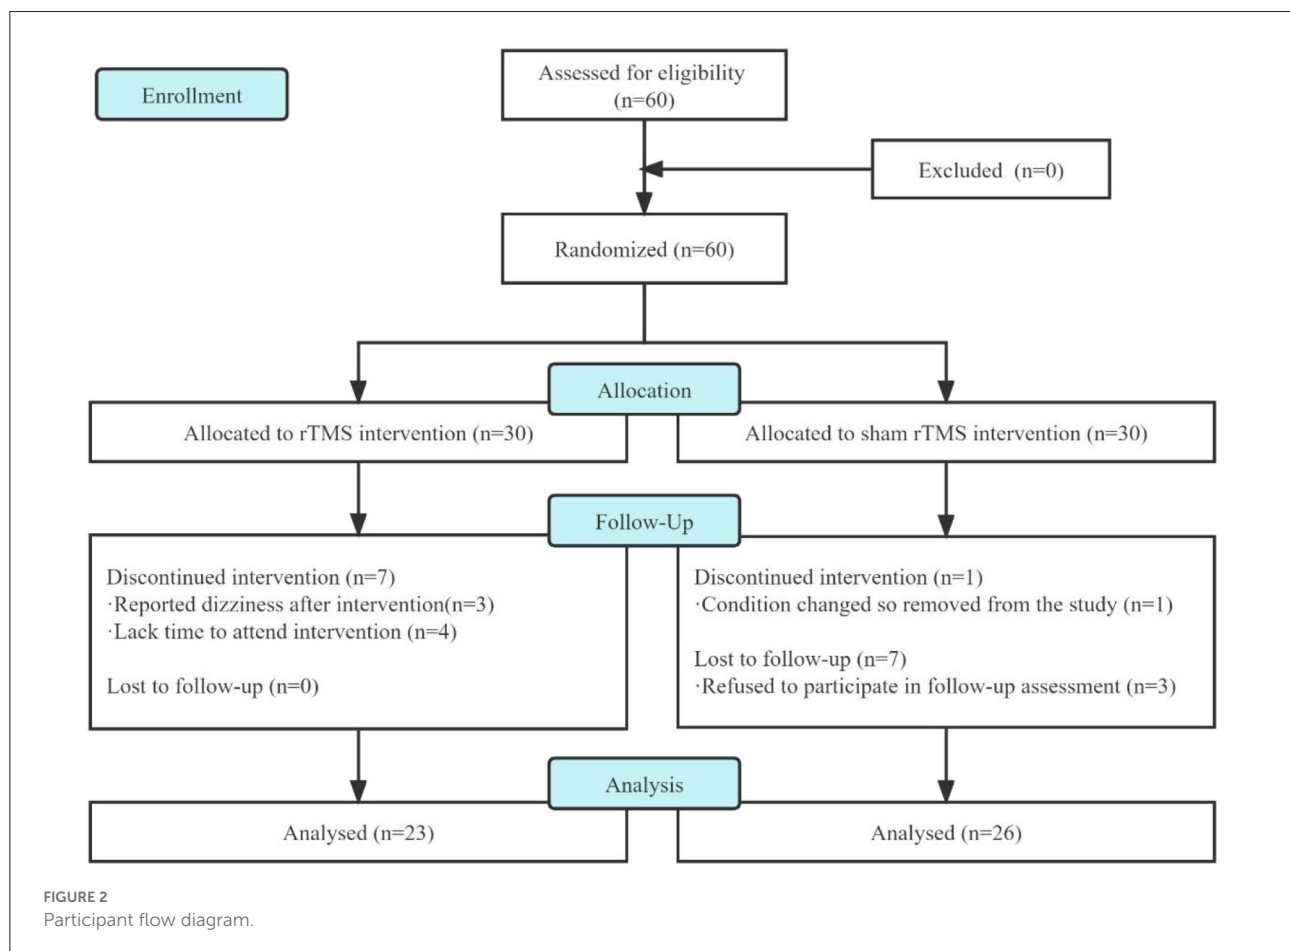 Enrollment
Assessed for eligibility
(n=60)
Excluded (n=0)
Randomized (n=60)
Allocation
Allocated to rTMS intervention (n=30)
Allocated to sham rTMS intervention (n=30)
Follow-Up
Discontinued intervention (n=7)
·Reported dizziness after intervention(n=3)
·Lack time to attend intervention (n=4)
Lost to follow-up (n=0)
Discontinued intervention (n=1)
·Condition changed so removed from the study (n=1)
Lost to follow-up (n=7)
·Refused to participate in follow-up assessment (n=3)
Analysis
Analysed (n=23)
Analysed (n=26)
FIGURE 2
Participant flow diagram.